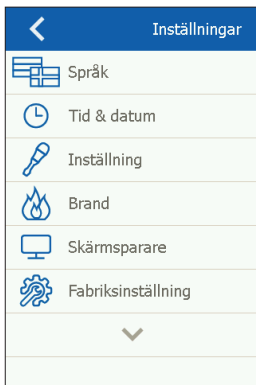 Inställningar
Språk
Tid & datum
Inställning
Brand
Skärmsparare
Fabriksinställning